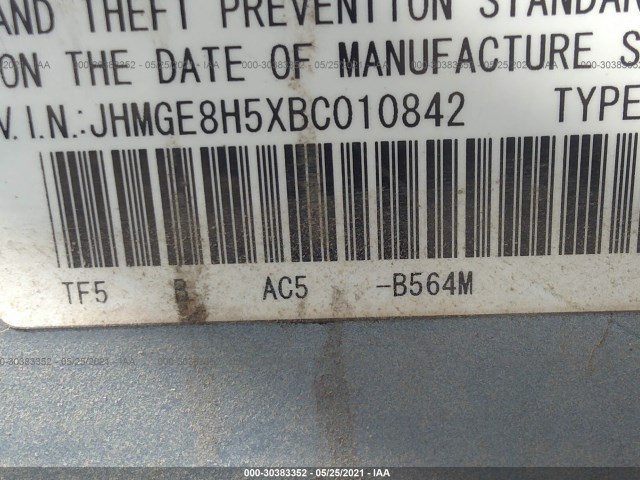 AND THEFT PREVENTION STANDAR
ON THE DATE OF MANUFACTURE S
V.I.N.:JHMGE8H5XBC010842 TYPE
TF5 B AC5 -B564M
000-30383352 - 05/25/2021 - IAA